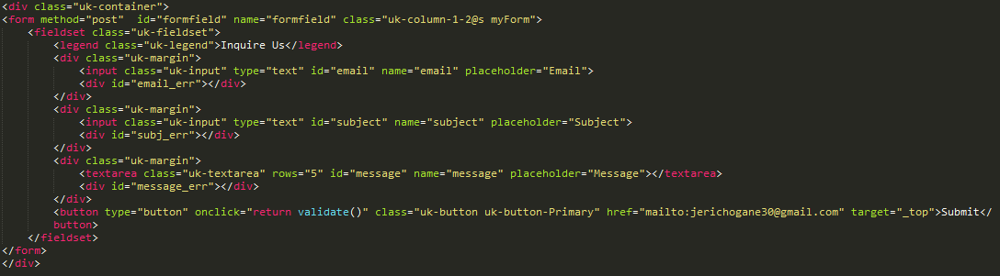 <div class="uk-container">
<form method="post"  id="formfield" name="formfield" class="uk-column-1-2@s myForm">
    <fieldset class="uk-fieldset">
        <legend class="uk-legend">Inquire Us</legend>
        <div class="uk-margin">
            <input class="uk-input" type="text" id="email" name="email" placeholder="Email">
            <div id="email_err"></div>
        </div>
        <div class="uk-margin">
            <input class="uk-input" type="text" id="subject" name="subject" placeholder="Subject">
            <div id="subj_err"></div>
        </div>
        <div class="uk-margin">
            <textarea class="uk-textarea" rows="5" id="message" name="message" placeholder="Message"></textarea>
            <div id="message_err"></div>
        </div>
        <button type="button" onclick="return validate()" class="uk-button uk-button-Primary" href="mailto:jerichogane30@gmail.com" target="_top">Submit</
        button>
    </fieldset>
</form>
</div>